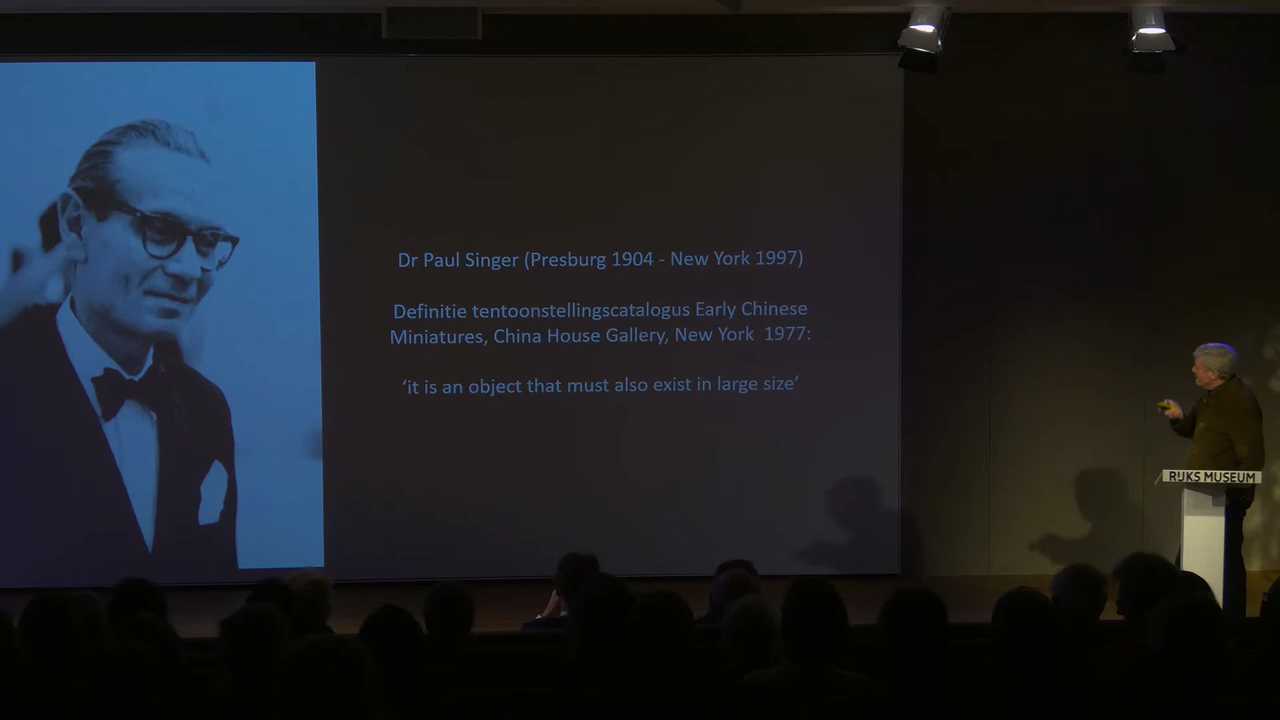 Dr Paul Singer (Presburg 1904 - New York 1997)
Definitie tentoonstellingscatalogus Early Chinese
Miniatures, China House Gallery, New York 1977:
‘it is an object that must also exist in large size’
RIJKS MUSEUM